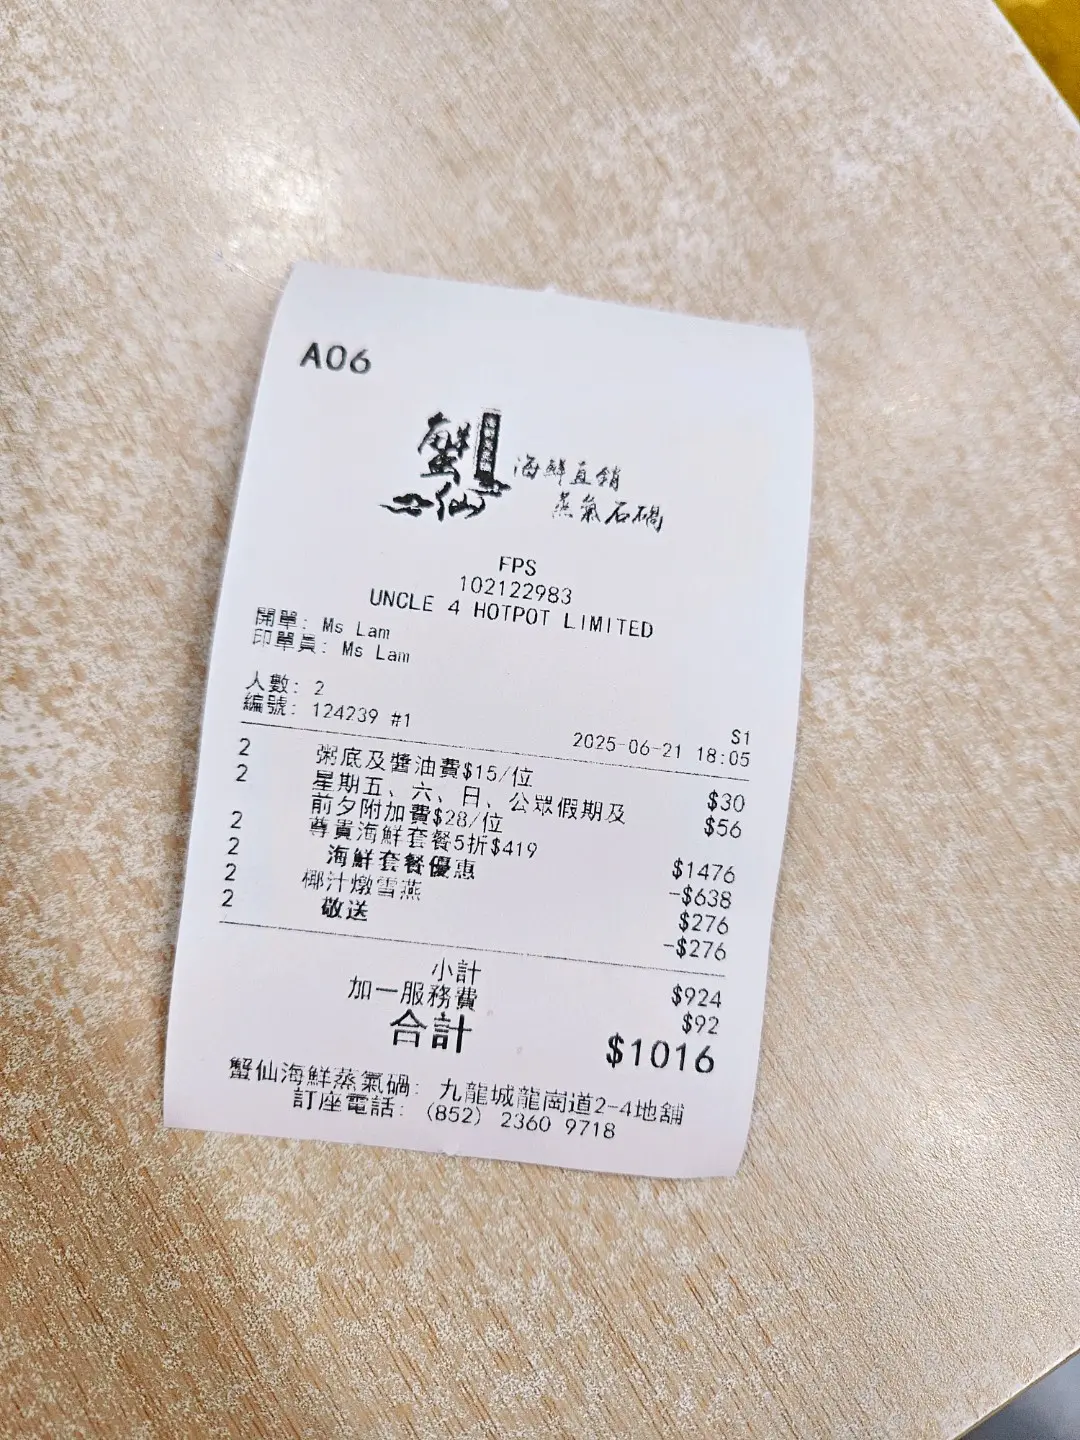 A06
蟹仙
海鮮直銷
蒸氣石鍋
FPS
102122983
UNCLE 4 HOTPOT LIMITED
開單: Ms Lam
印單員: Ms Lam
人數: 2
編號: 124239 #1
S1
2025-06-21 18:05
2 粥底及醬油費$15/位 $30
2 星期五、六、日、公眾假期及 $56
前夕附加費$28/位
2 尊貴海鮮套餐5折$419 $1476
2 海鮮套餐優惠 -$638
2 椰汁燉雪燕 $276
2 敬送 -$276
小計 $924
加一服務費 $92
合計 $1016
蟹仙海鮮蒸氣鍋: 九龍城龍崗道2-4地舖
訂座電話: (852) 2360 9718